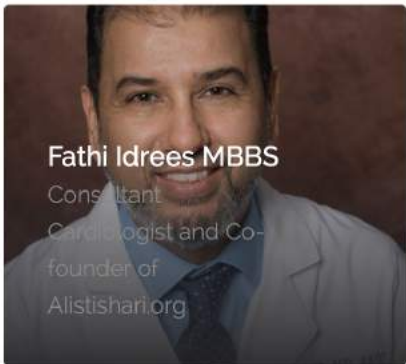 Fathi Idrees MBBS
Consultant
Cardiologist and Co-
founder of
Alistishari.org